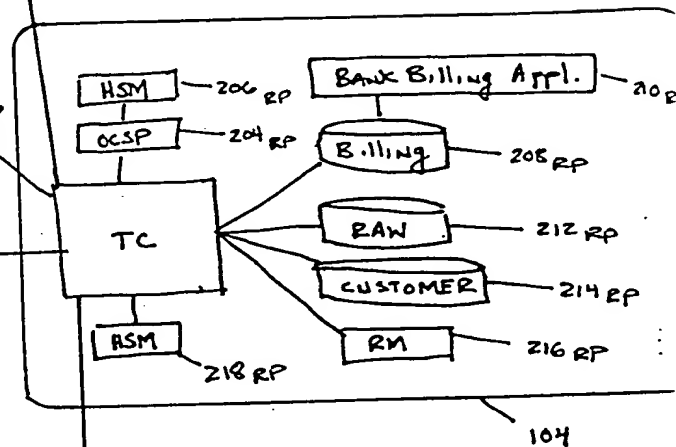 HSM 206 RP BANK Billing Appl. 210 R
OCSP 204 RP Billing 208 RP
TC RAW 212 RP
CUSTOMER 214 RP
HSM 218 RP RM 216 RP
104